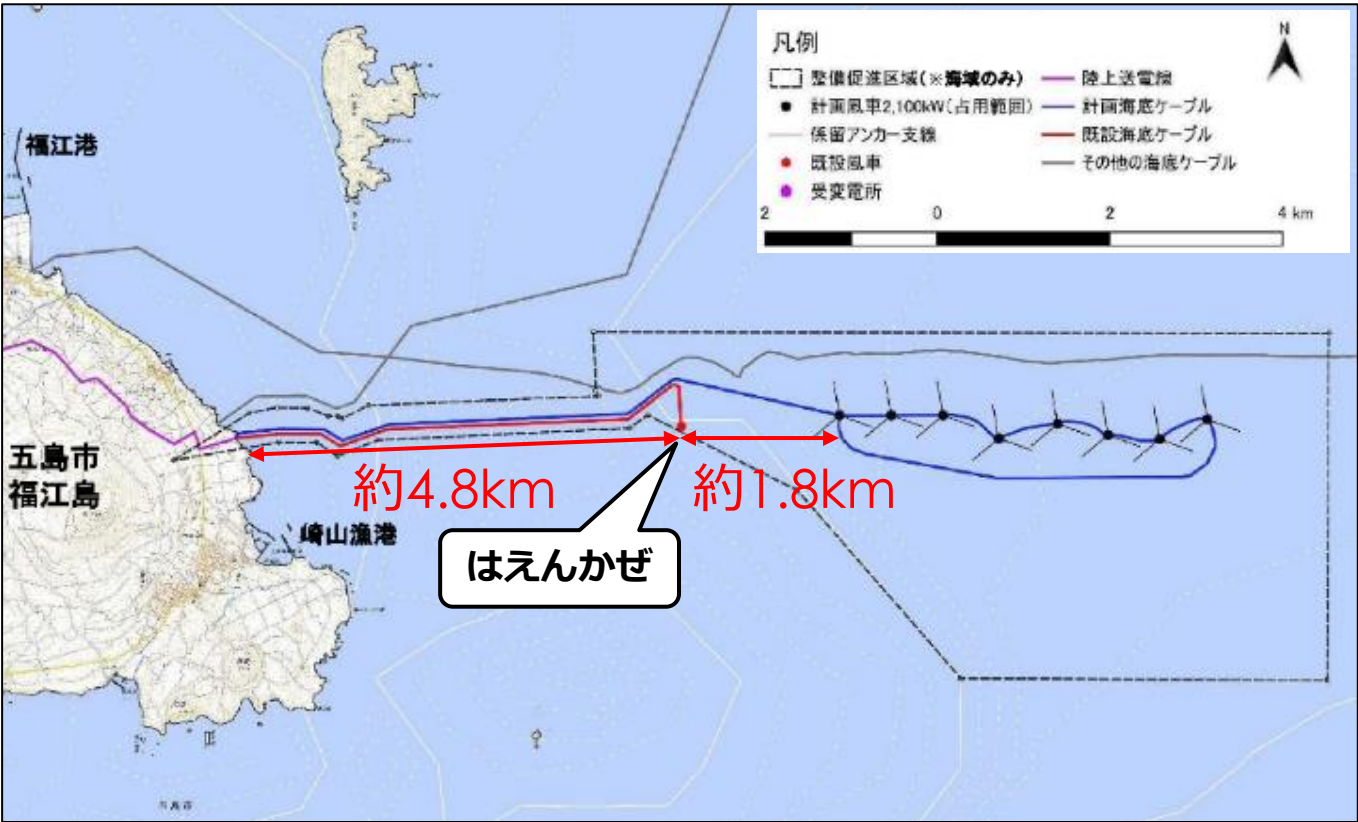 凡例
N
整備促進区域(※海域のみ)
計画風車2,100kW(占用範囲)
係留アンカー支線
既設風車
受変電所
陸上送電線
計画海底ケーブル
既設海底ケーブル
その他の海底ケーブル
2 0 2 4 km
福江港
五島市
福江島
約4.8km
約1.8km
崎山漁港
はえんかぜ